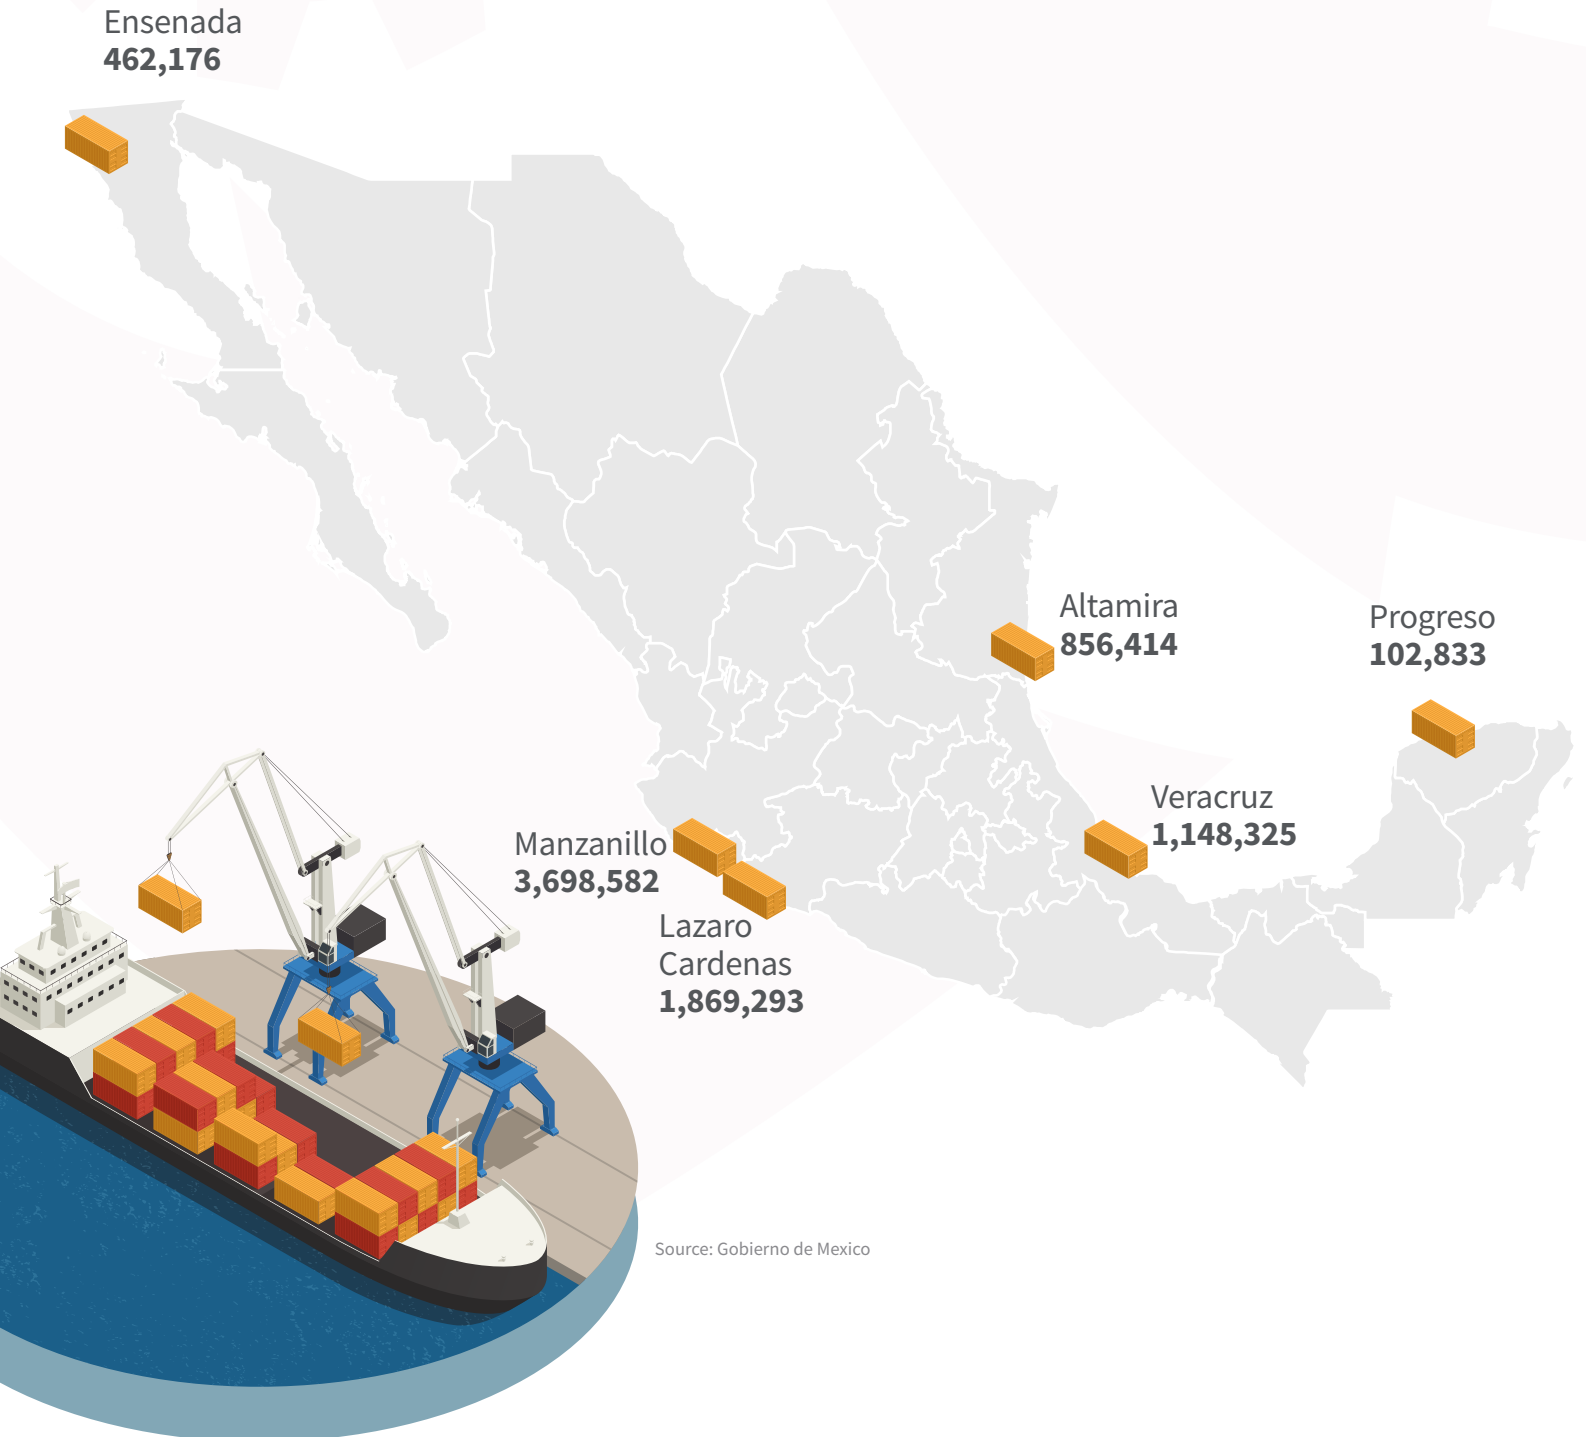 Ensenada
462,176
Altamira
856,414
Progreso
102,833
Veracruz
1,148,325
Manzanillo
3,698,582
Lazaro
Cardenas
1,869,293
Source: Gobierno de Mexico